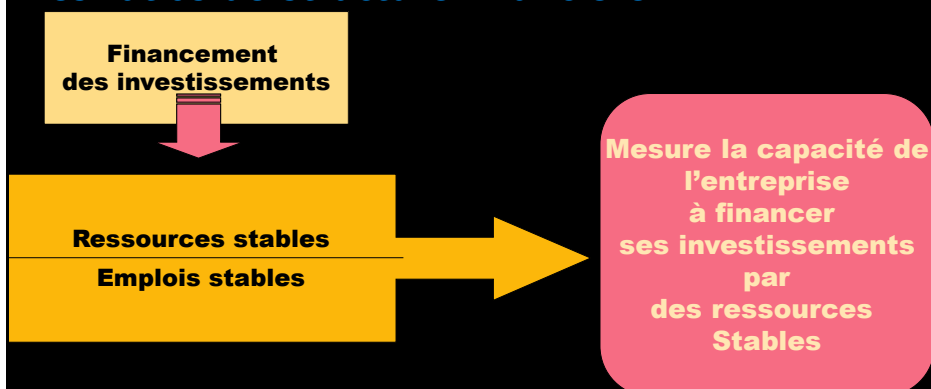 Financement
des investissements
Ressources stables
Emplois stables
Mesure la capacité de
l’entreprise
à financer
ses investissements
par
des ressources
Stables